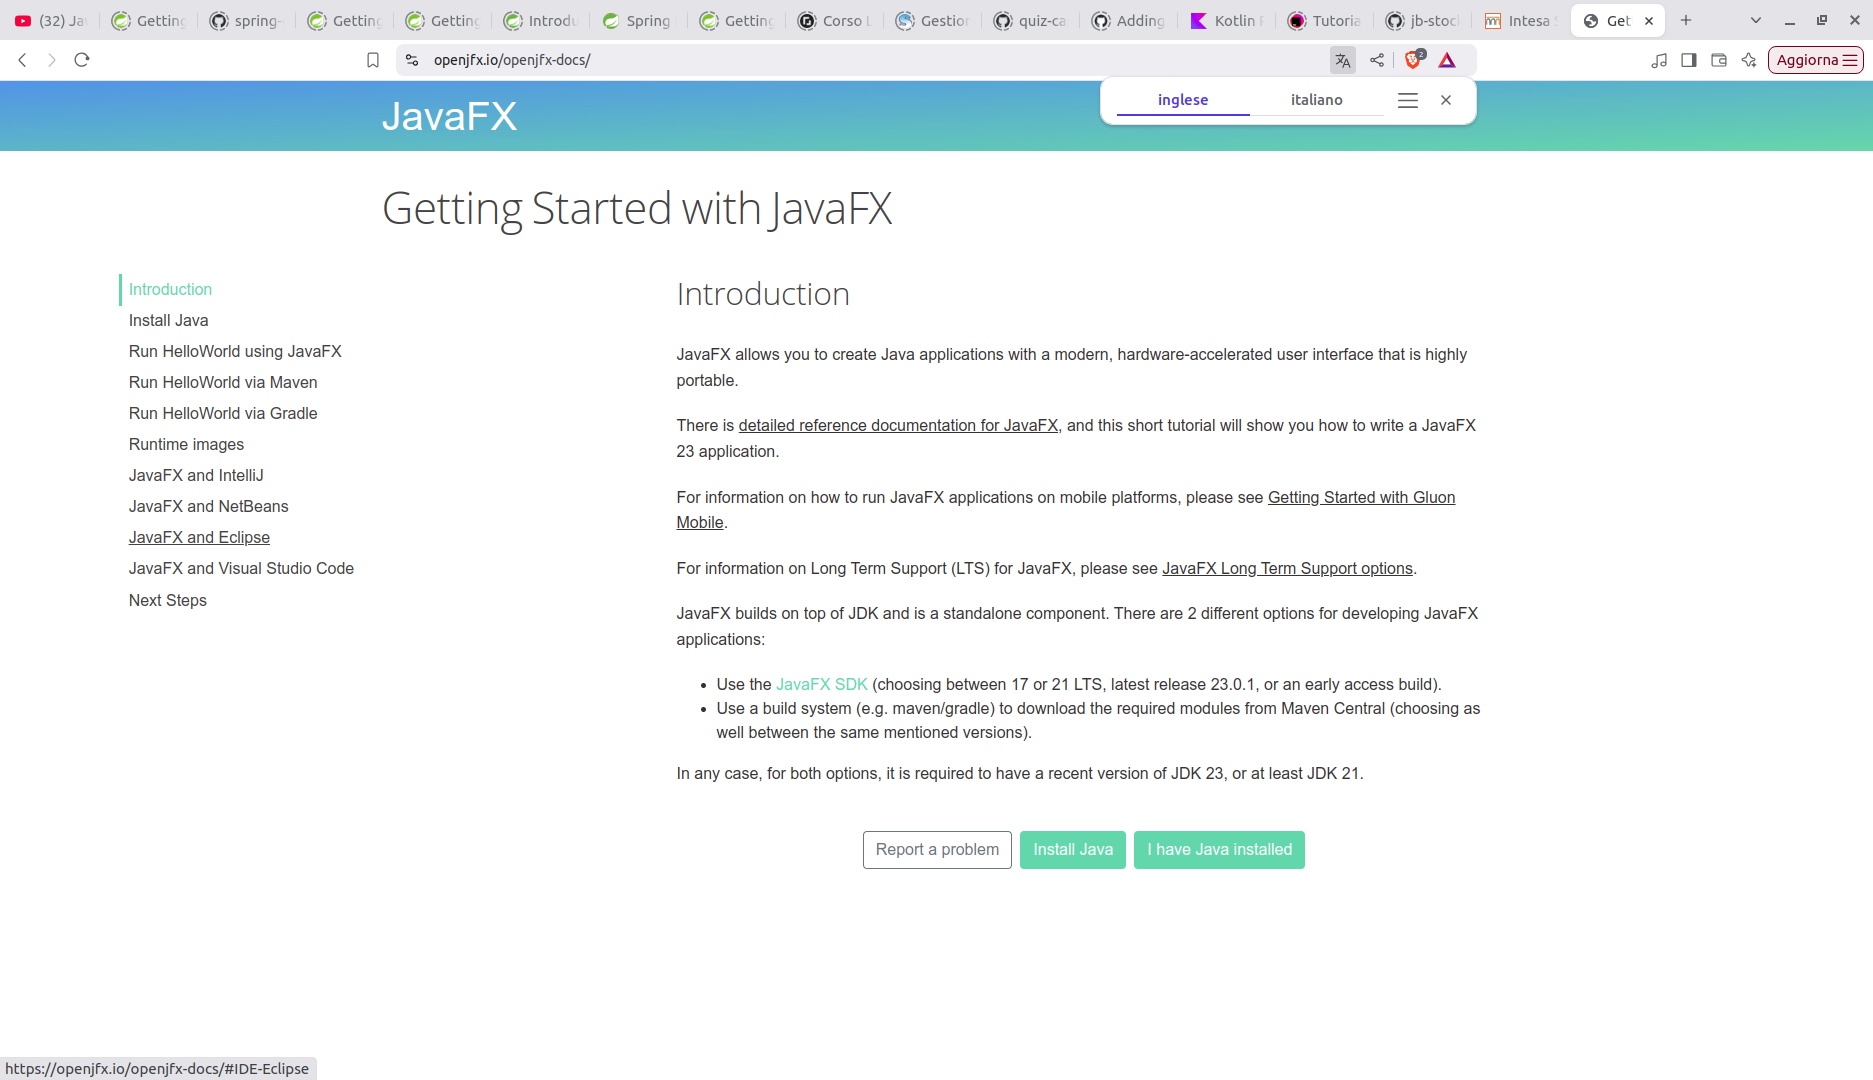 (32) Ja
Getting
spring-
Getting
Getting
Introdu
Spring
Getting
Corso L
Gestion
quiz-ca
Adding
Kotlin
Tutoria
jb-stoc
Intesa
Get
openjfx.io/openjfx-docs/
2
Aggiorna
inglese
italiano
JavaFX
Getting Started with JavaFX
Introduction
Install Java
Run HelloWorld using JavaFX
Run HelloWorld via Maven
Run HelloWorld via Gradle
Runtime images
JavaFX and IntelliJ
JavaFX and NetBeans
JavaFX and Eclipse
JavaFX and Visual Studio Code
Next Steps
Introduction
JavaFX allows you to create Java applications with a modern, hardware-accelerated user interface that is highly
portable.
There is detailed reference documentation for JavaFX, and this short tutorial will show you how to write a JavaFX
23 application.
For information on how to run JavaFX applications on mobile platforms, please see Getting Started with Gluon
Mobile.
For information on Long Term Support (LTS) for JavaFX, please see JavaFX Long Term Support options.
JavaFX builds on top of JDK and is a standalone component. There are 2 different options for developing JavaFX
applications:
• Use the JavaFX SDK (choosing between 17 or 21 LTS, latest release 23.0.1, or an early access build).
• Use a build system (e.g. maven/gradle) to download the required modules from Maven Central (choosing as
well between the same mentioned versions).
In any case, for both options, it is required to have a recent version of JDK 23, or at least JDK 21.
Report a problem
Install Java
I have Java installed
https://openjfx.io/openjfx-docs/#IDE-Eclipse